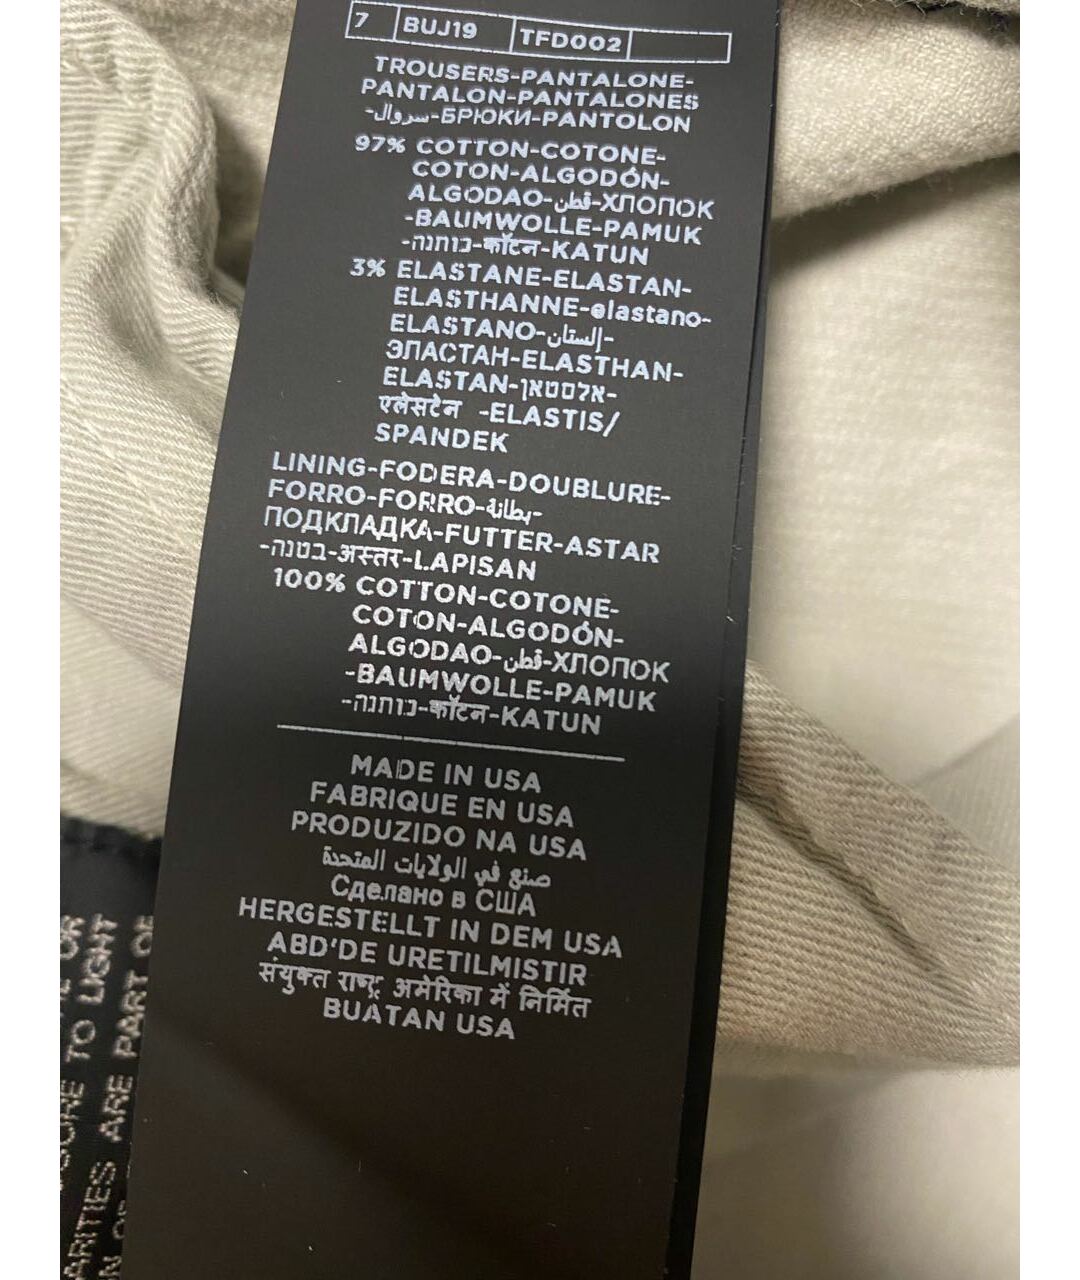 7 BUJ19 TFD002
TROUSERS-PANTALONE-
PANTALON-PANTALONES
-سروال-БРЮКИ-PANTOLON
97% COTTON-COTONE-
COTON-ALGODÓN-
ALGODAO-قطن-ХЛОПОК
-BAUMWOLLE-PAMUK
-כותנה-कॉटन-KATUN
3% ELASTANE-ELASTAN-
ELASTHANNE-elastano-
ELASTANO-إلستان-
ЭЛАСТАН-ELASTHAN-
ELASTAN-אלסטאן-
एलेसटेन -ELASTIS/
SPANDEK
LINING-FODERA-DOUBLURE-
FORRO-FORRO-بطانة-
ПОДКЛАДКА-FUTTER-ASTAR
-בטנה-अस्तर-LAPISAN
100% COTTON-COTONE-
COTON-ALGODÓN-
ALGODAO-قطن-ХЛОПОК
-BAUMWOLLE-PAMUK
-כותנה-कॉटन-KATUN
MADE IN USA
FABRIQUE EN USA
PRODUZIDO NA USA
صنع في الولايات المتحدة
Сделано в США
HERGESTELLT IN DEM USA
ABD'DE URETILMISTIR
संयुक्त राष्ट्र अमेरिका में निर्मित
BUATAN USA
OR
TO LIGHT
ARE PART OF